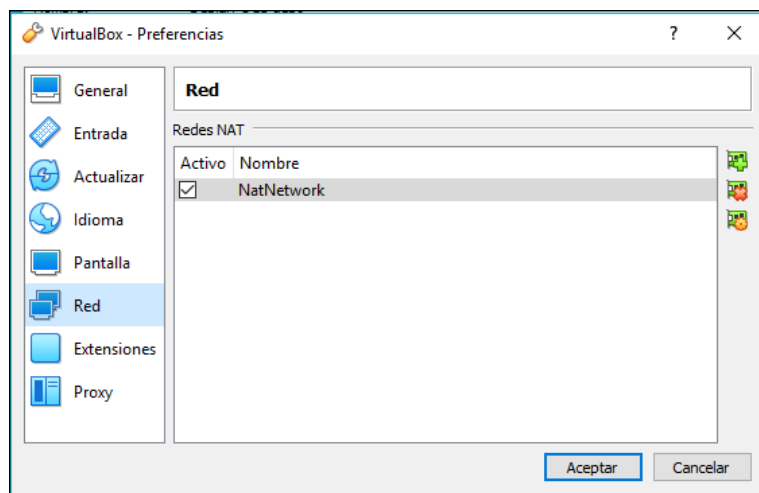 VirtualBox - Preferencias ?
General
Entrada
Actualizar
Idioma
Pantalla
Red
Extensiones
Proxy
Red
Redes NAT
Activo Nombre
NatNetwork
Aceptar Cancelar